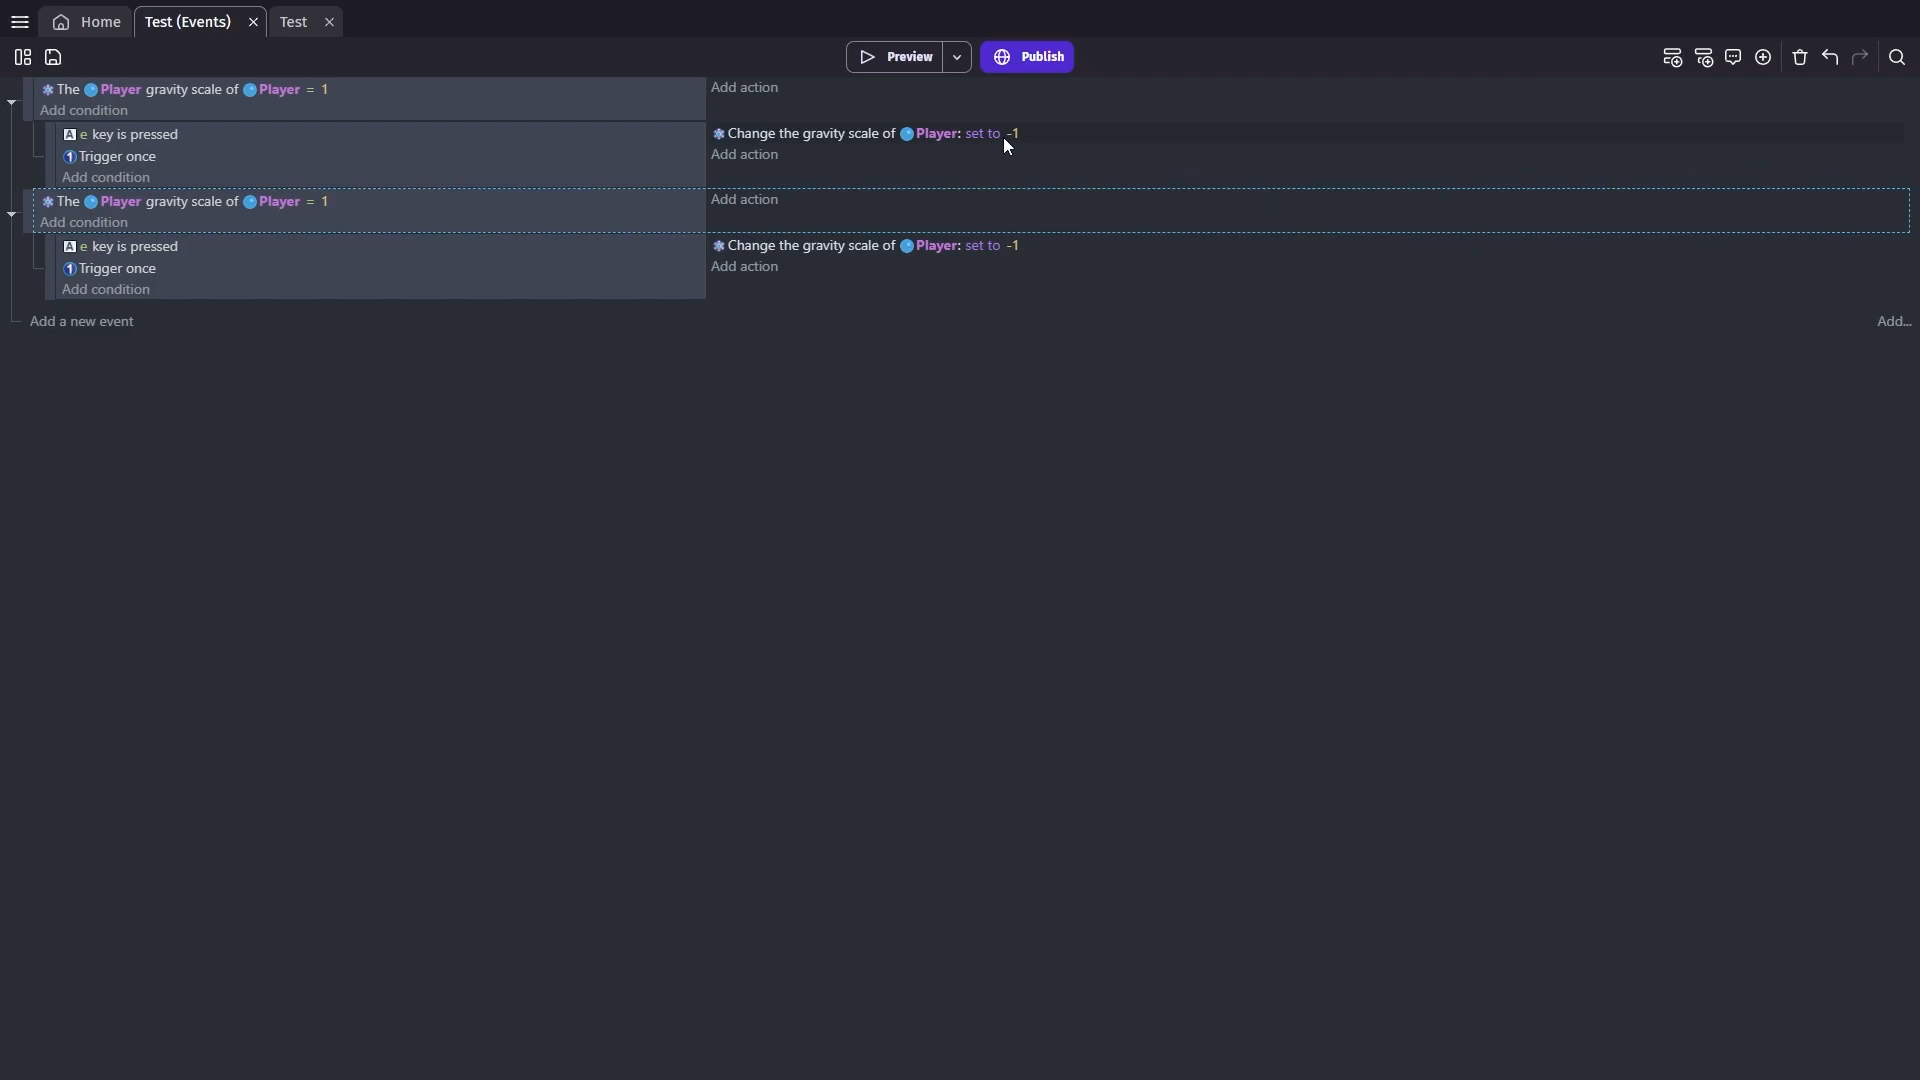 Home
Test (Events)
Test
Preview
Publish
The Player gravity scale of Player = 1
Add condition
Add action
A e key is pressed
1 Trigger once
Add condition
Change the gravity scale of Player: set to -1
Add action
The Player gravity scale of Player = 1
Add condition
Add action
A e key is pressed
1 Trigger once
Add condition
Change the gravity scale of Player: set to -1
Add action
Add a new event
Add...